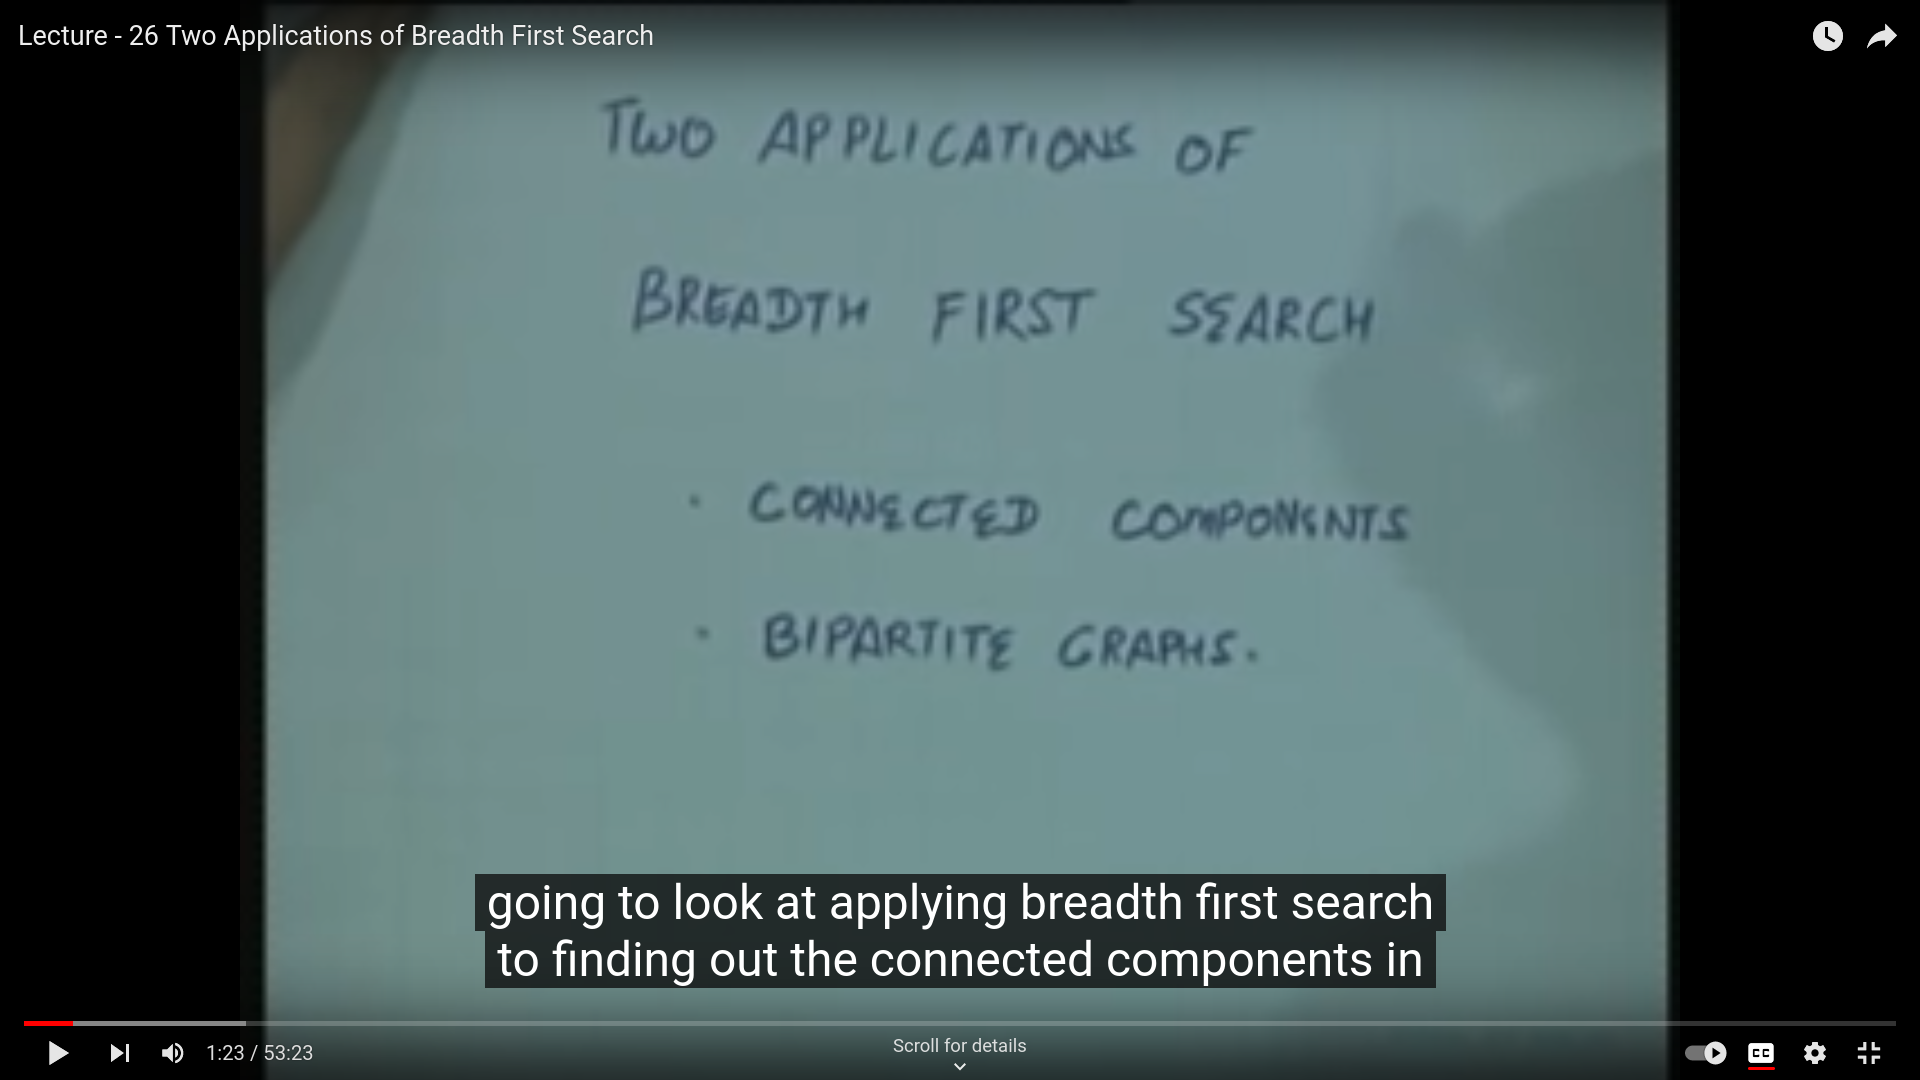 Lecture - 26 Two Applications of Breadth First Search
TWO APPLICATIONS OF
BREADTH FIRST SEARCH
· CONNECTED COMPONENTS
· BIPARTITE GRAPHS.
going to look at applying breadth first search
to finding out the connected components in
1:23 / 53:23
Scroll for details
CC